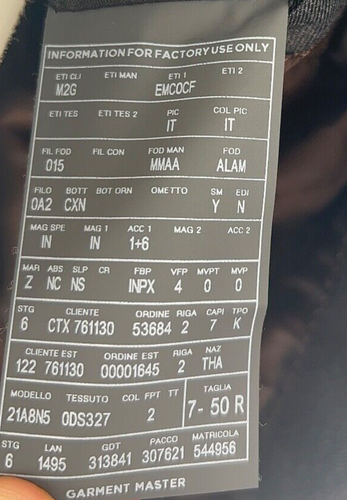 INFORMATION FOR FACTORY USE ONLY
ETI CLI ETI MAN ETI 1 ETI 2
M2G EMCOCF
ETI TES ETI TES 2 PIC COL PIC
IT IT
FIL FOD FIL CON FOD MAN FOD
015 MMAA ALAM
FILO BOTT BOT ORN OMETTO SM EDI
0A2 CXN Y N
MAG SPE MAG 1 ACC 1 MAG 2 ACC 2
IN IN 1+6
MAR ABS SLP CR FBP VFP MVPT MVP
Z NC NS INPX 4 0 0
STG CLIENTE ORDINE RIGA CAPI TPO
6 CTX 761130 53684 2 7 K
CLIENTE EST ORDINE EST RIGA NAZ
122 761130 00001645 2 THA
MODELLO TESSUTO COL FPT TT TAGLIA
21A8N5 0DS327 2 7- 50 R
STG LAN GDT PACCO MATRICOLA
6 1495 313841 307621 544956
GARMENT MASTER